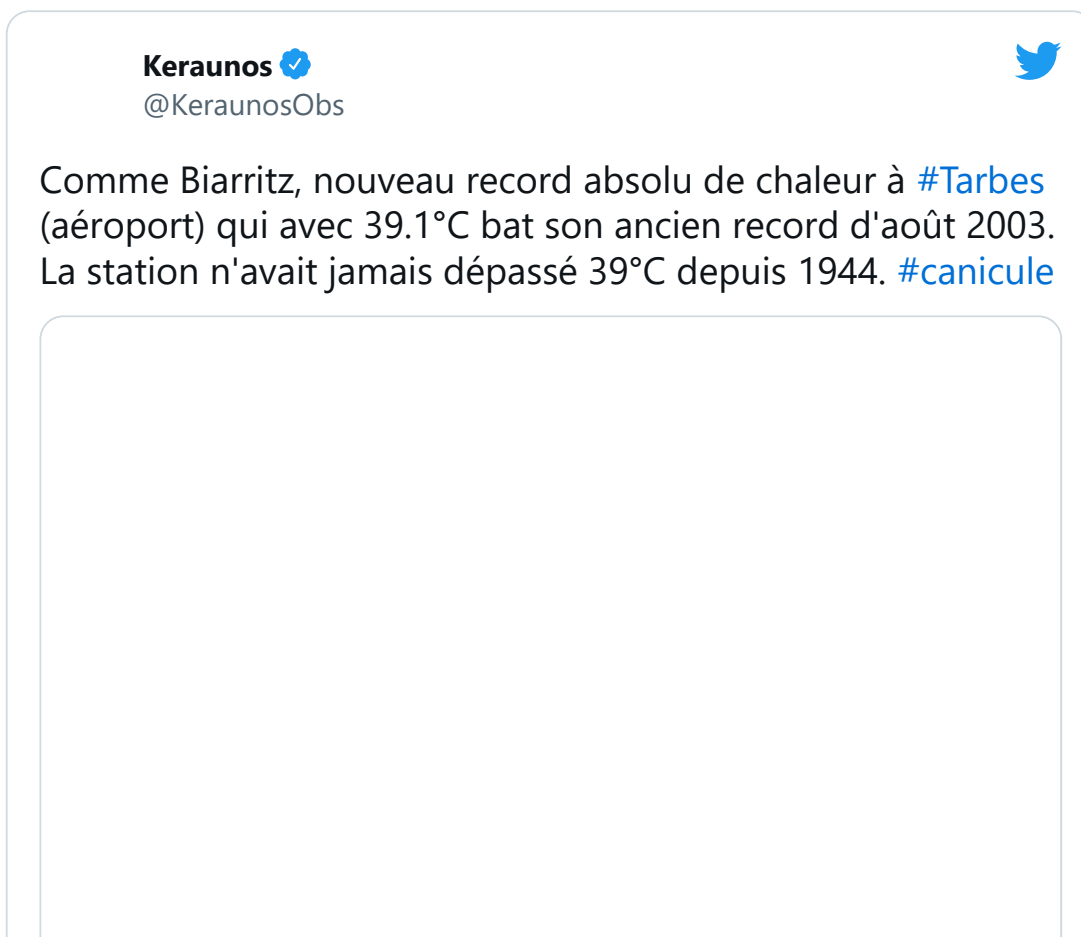 Keraunos
@KeraunosObs
Comme Biarritz, nouveau record absolu de chaleur à #Tarbes
(aéroport) qui avec 39.1°C bat son ancien record d'août 2003.
La station n'avait jamais dépassé 39°C depuis 1944. #canicule